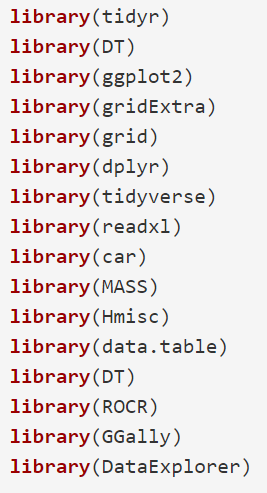 library(tidyr)
library(DT)
library(ggplot2)
library(gridExtra)
library(grid)
library(dplyr)
library(tidyverse)
library(readxl)
library(car)
library(MASS)
library(Hmisc)
library(data.table)
library(DT)
library(ROCR)
library(GGally)
library(DataExplorer)